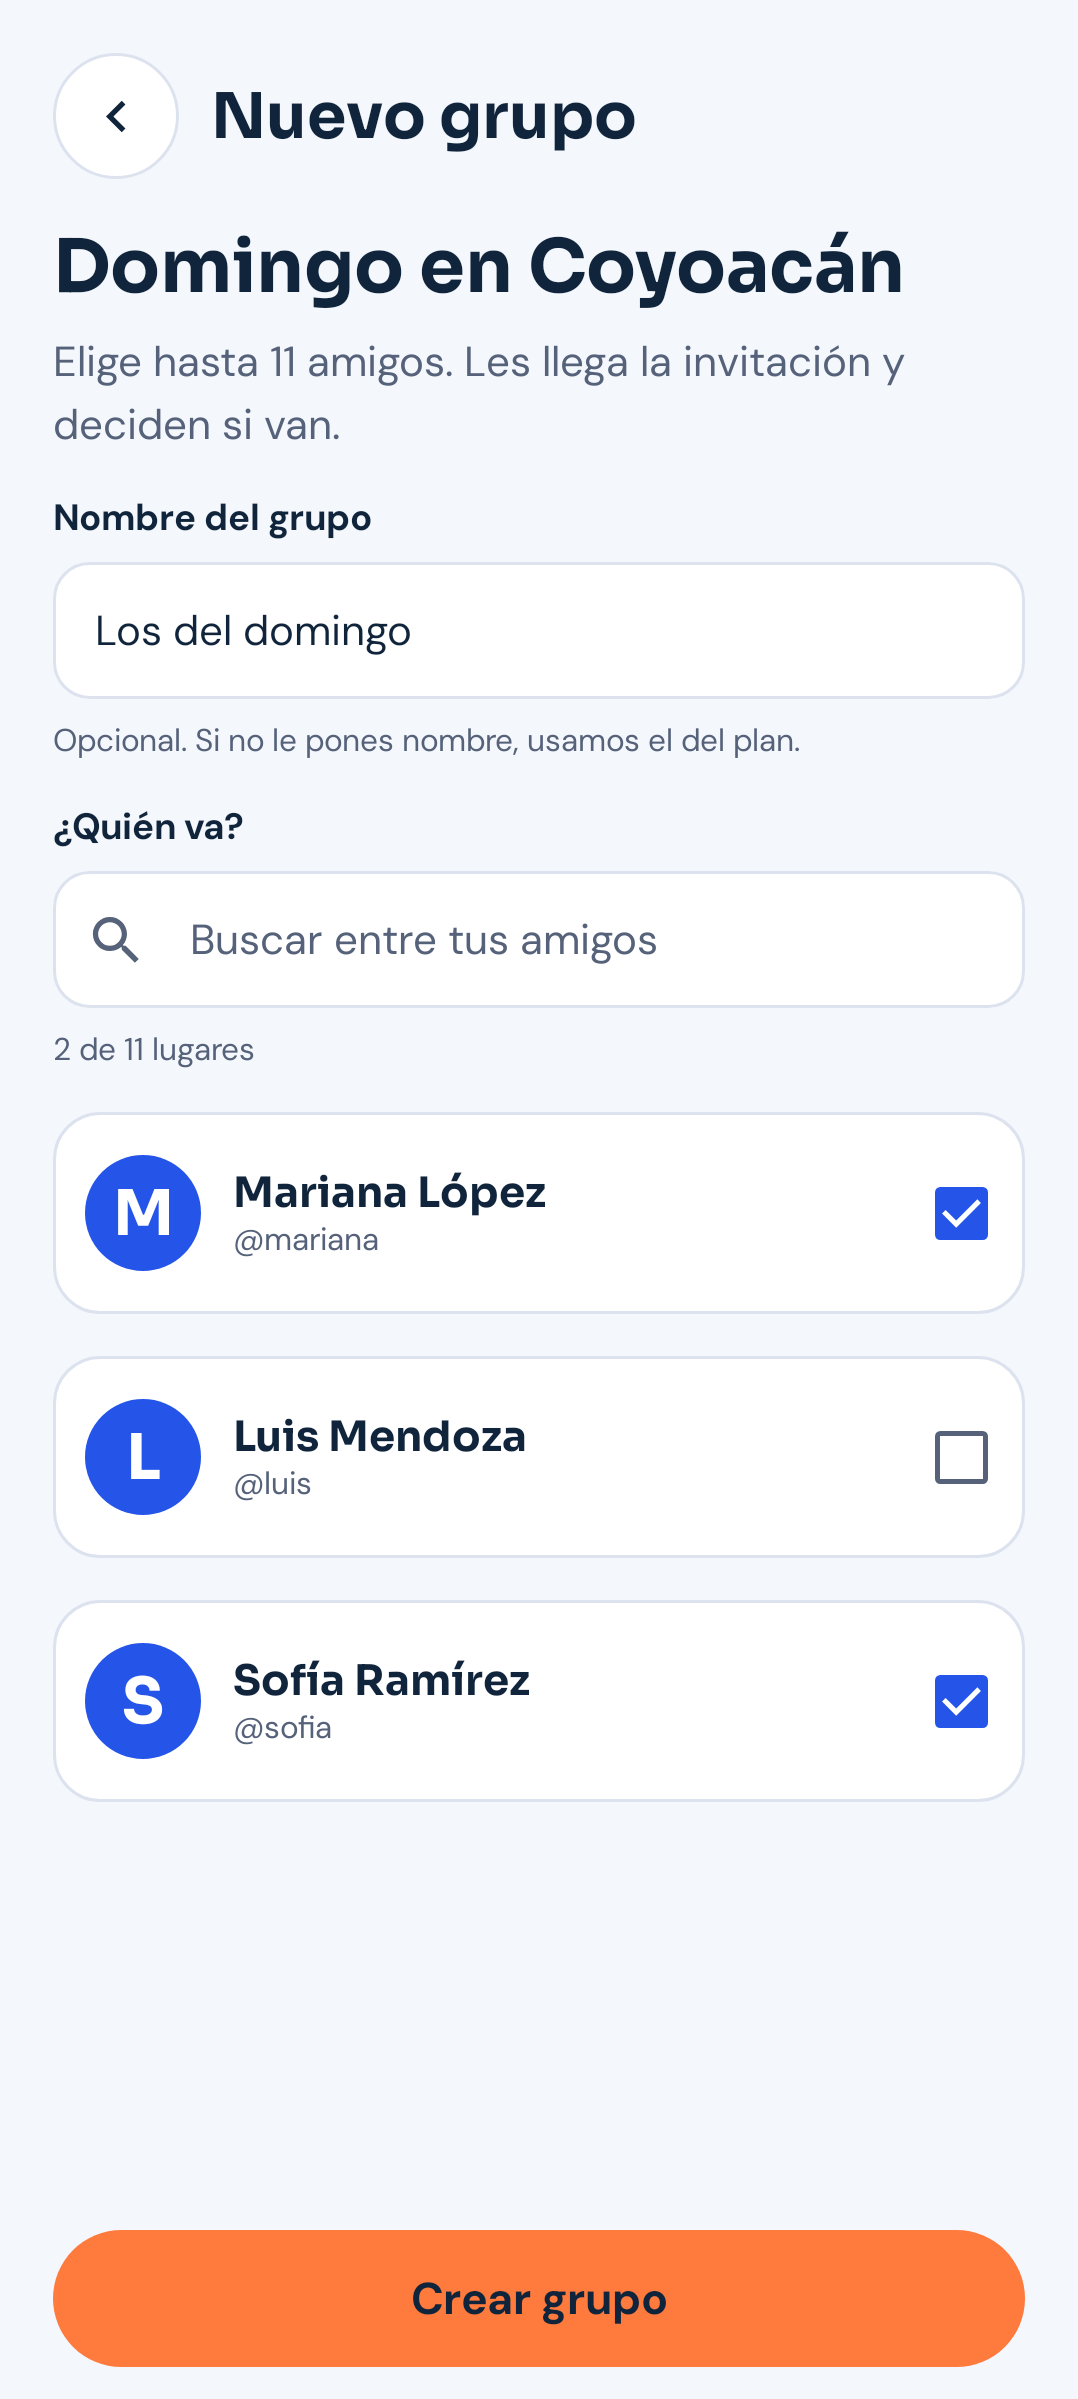 Nuevo grupo
Domingo en Coyoacán
Elige hasta 11 amigos. Les llega la invitación y
deciden si van.
Nombre del grupo
Los del domingo
Opcional. Si no le pones nombre, usamos el del plan.
¿Quién va?
Buscar entre tus amigos
2 de 11 lugares
M
Mariana López
@mariana
L
Luis Mendoza
@luis
S
Sofía Ramírez
@sofia
Crear grupo